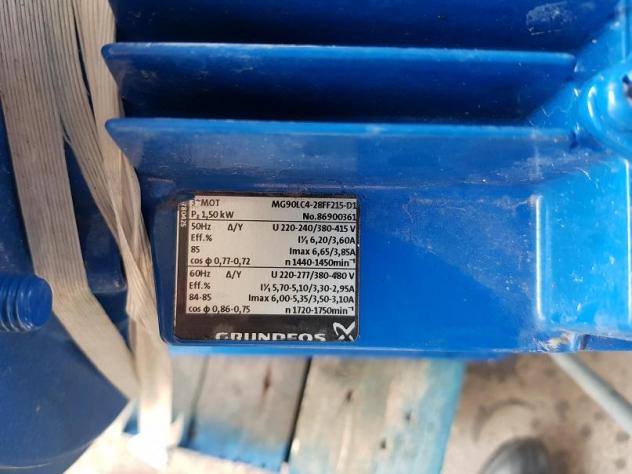 3~MOT MG90LC4-28FF215-D1
P₂ 1,50 kW No.86900361
50Hz Δ/Y U 220-240/380-415 V
Eff.% I⅟₁ 6,20/3,60A
85 Imax 6,65/3,85A
cos φ 0,77-0,72 n 1440-1450min⁻¹
60Hz Δ/Y U 220-277/380-480 V
Eff.% I⅟₁ 5,70-5,10/3,30-2,95A
84-85 Imax 6,00-5,35/3,50-3,10A
cos φ 0,86-0,75 n 1720-1750min⁻¹
GRUNDFOS